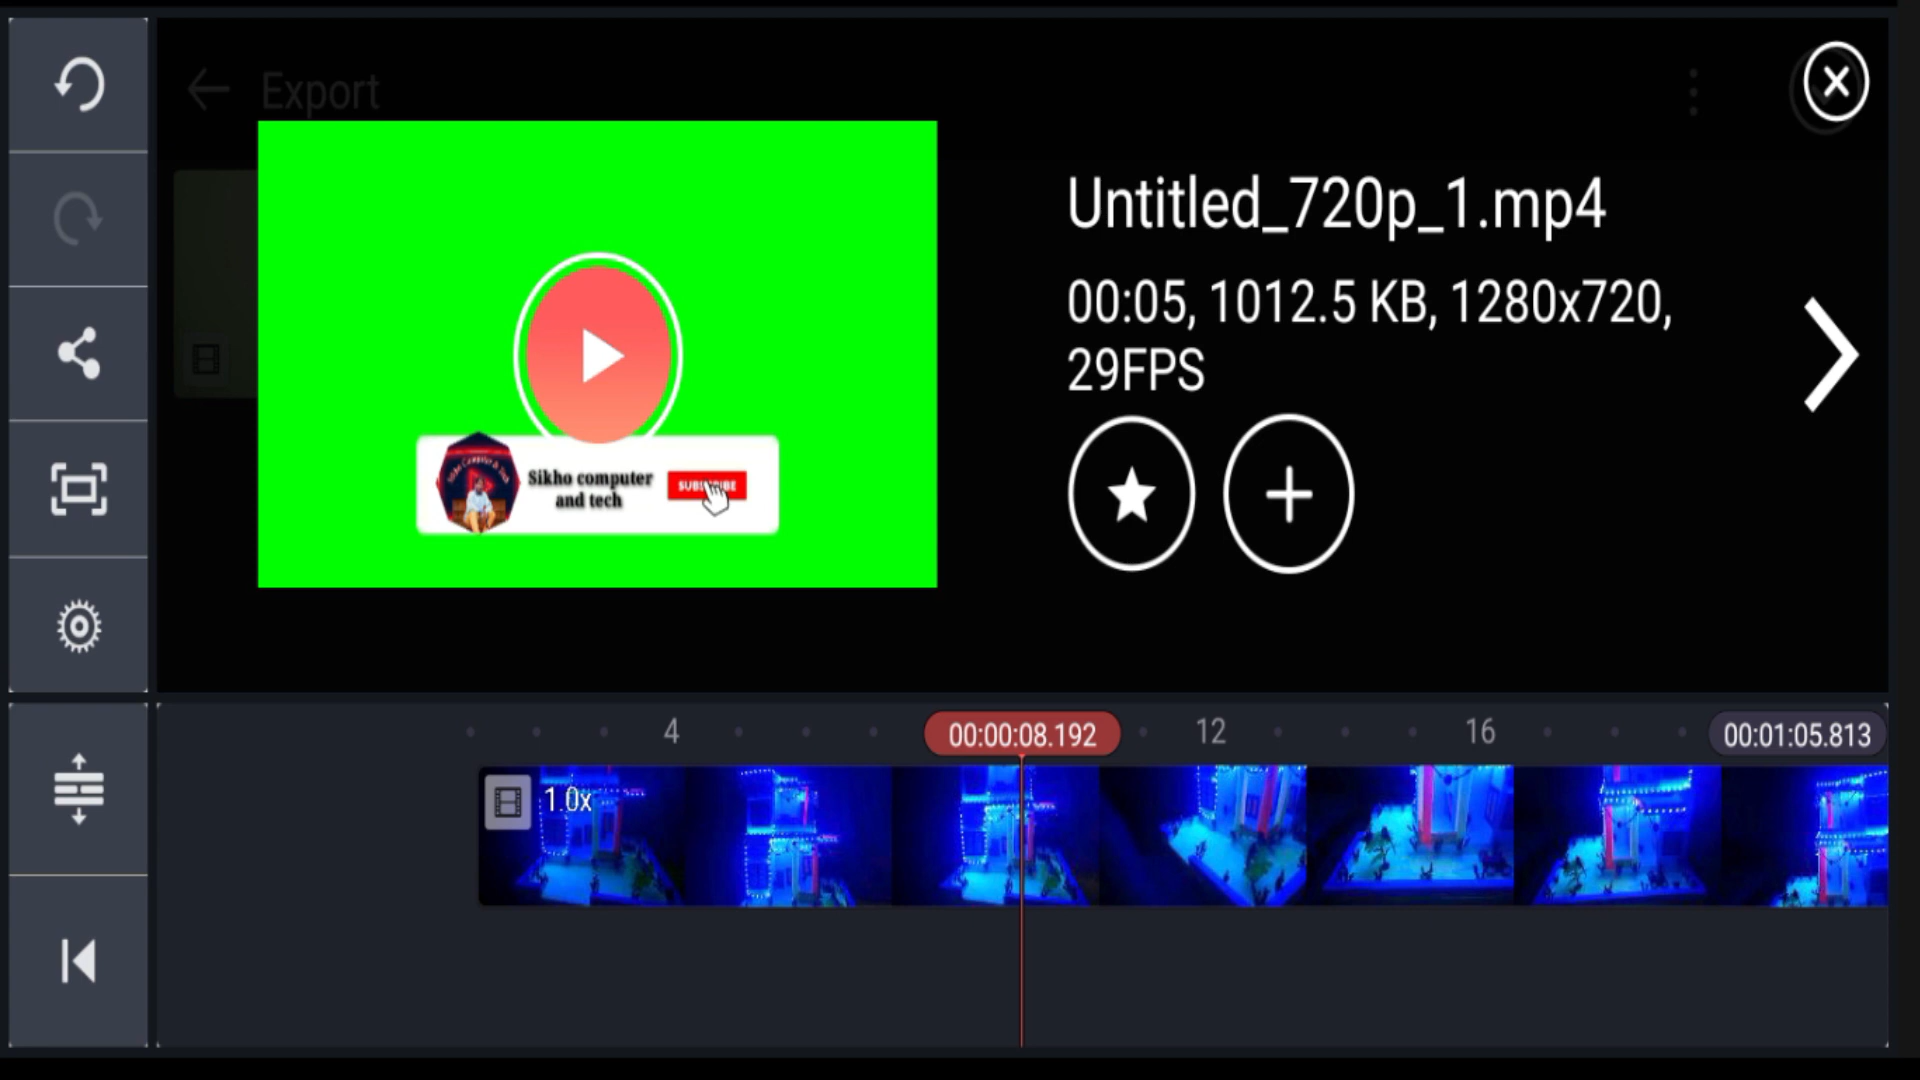 Export
Untitled_720p_1.mp4
00:05, 1012.5 KB, 1280x720,
29FPS
Sikho computer
and tech
SUBSCRIBE
4
00:00:08.192
12
16
00:01:05.813
1.0x